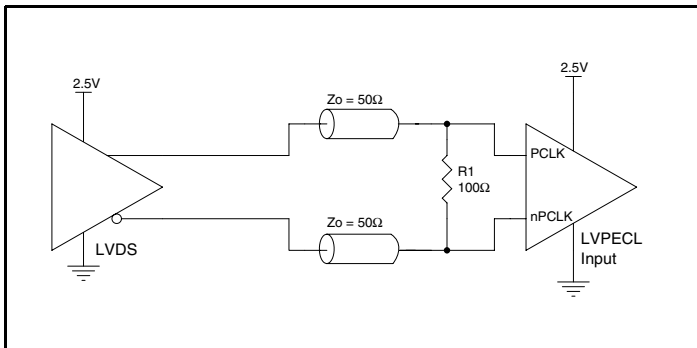 2.5V
2.5V
Zo = 50Ω
PCLK
R1
100Ω
nPCLK
Zo = 50Ω
LVDS
LVPECL
Input